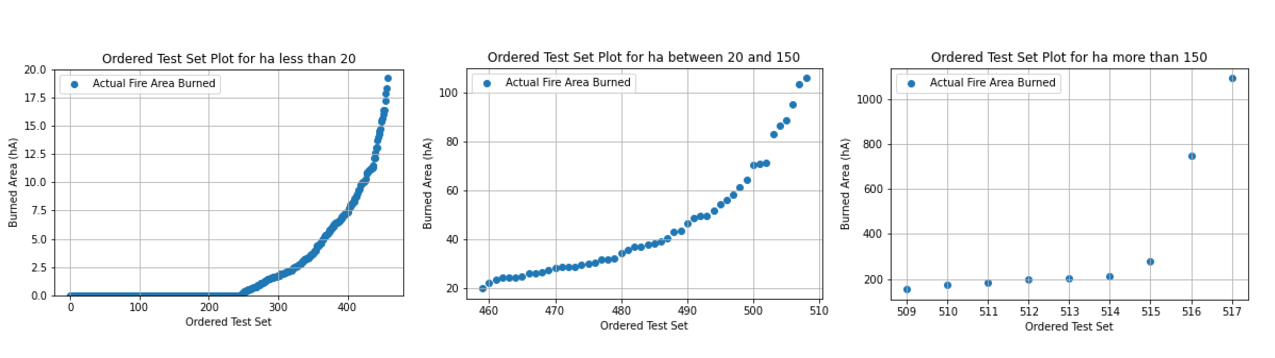 Ordered Test Set Plot for ha less than 20
Actual Fire Area Burned
20.0
17.5
15.0
12.5
10.0
7.5
5.0
2.5
0.0
Burned Area (hA)
0 100 200 300 400
Ordered Test Set
Ordered Test Set Plot for ha between 20 and 150
Actual Fire Area Burned
100
80
60
40
20
Burned Area (hA)
460 470 480 490 500 510
Ordered Test Set
Ordered Test Set Plot for ha more than 150
Actual Fire Area Burned
1000
800
600
400
200
Burned Area (hA)
509 510 511 512 513 514 515 516 517
Ordered Test Set